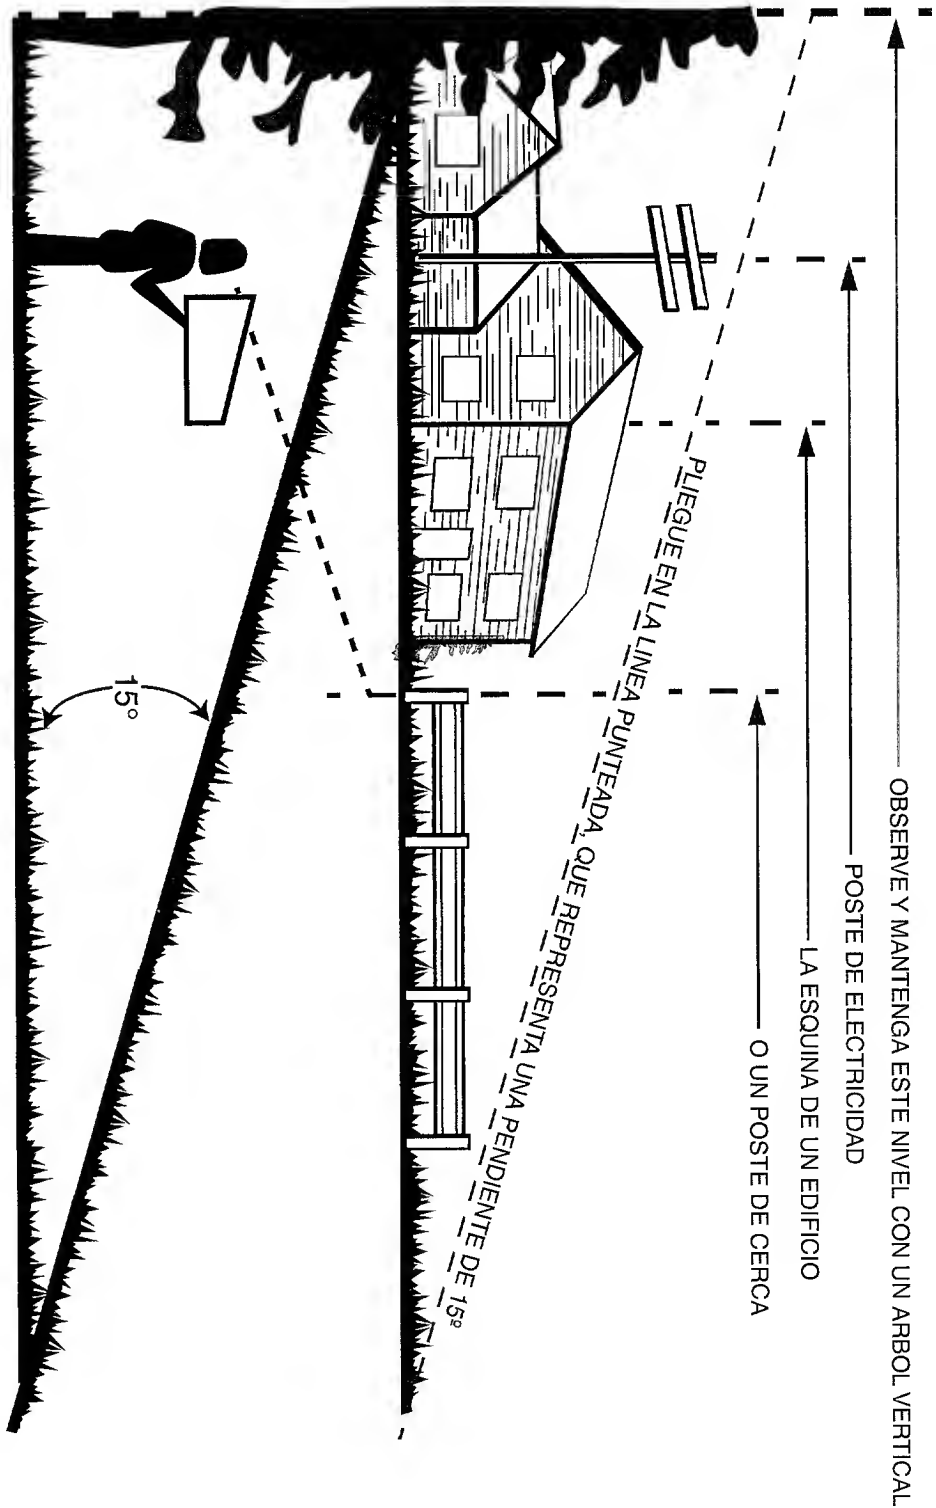 OBSERVE Y MANTENGA ESTE NIVEL CON UN ARBOL VERTICAL
POSTE DE ELECTRICIDAD
LA ESQUINA DE UN EDIFICIO
O UN POSTE DE CERCA
PLIEGUE EN LA LINEA PUNTEADA, QUE REPRESENTA UNA PENDIENTE DE 15º
15°